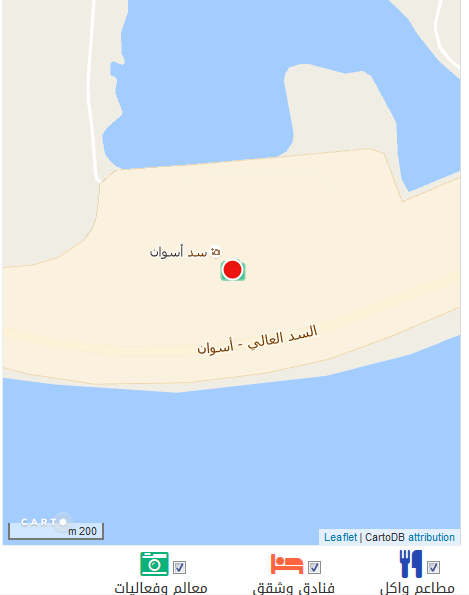 سد أسوان
السد العالي - أسوان
CARTO
200 m
Leaflet | CartoDB attribution
مطاعم واكل
فنادق وشقق
معالم وفعاليات